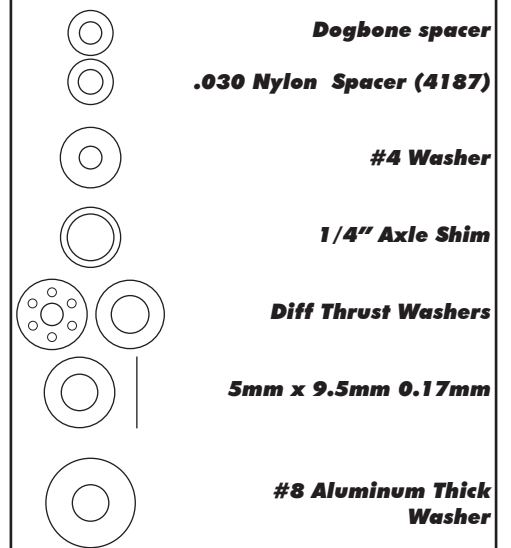 Dogbone spacer
.030 Nylon  Spacer (4187)
#4 Washer
1/4” Axle Shim
Diff Thrust Washers
5mm x 9.5mm 0.17mm
#8 Aluminum Thick
Washer